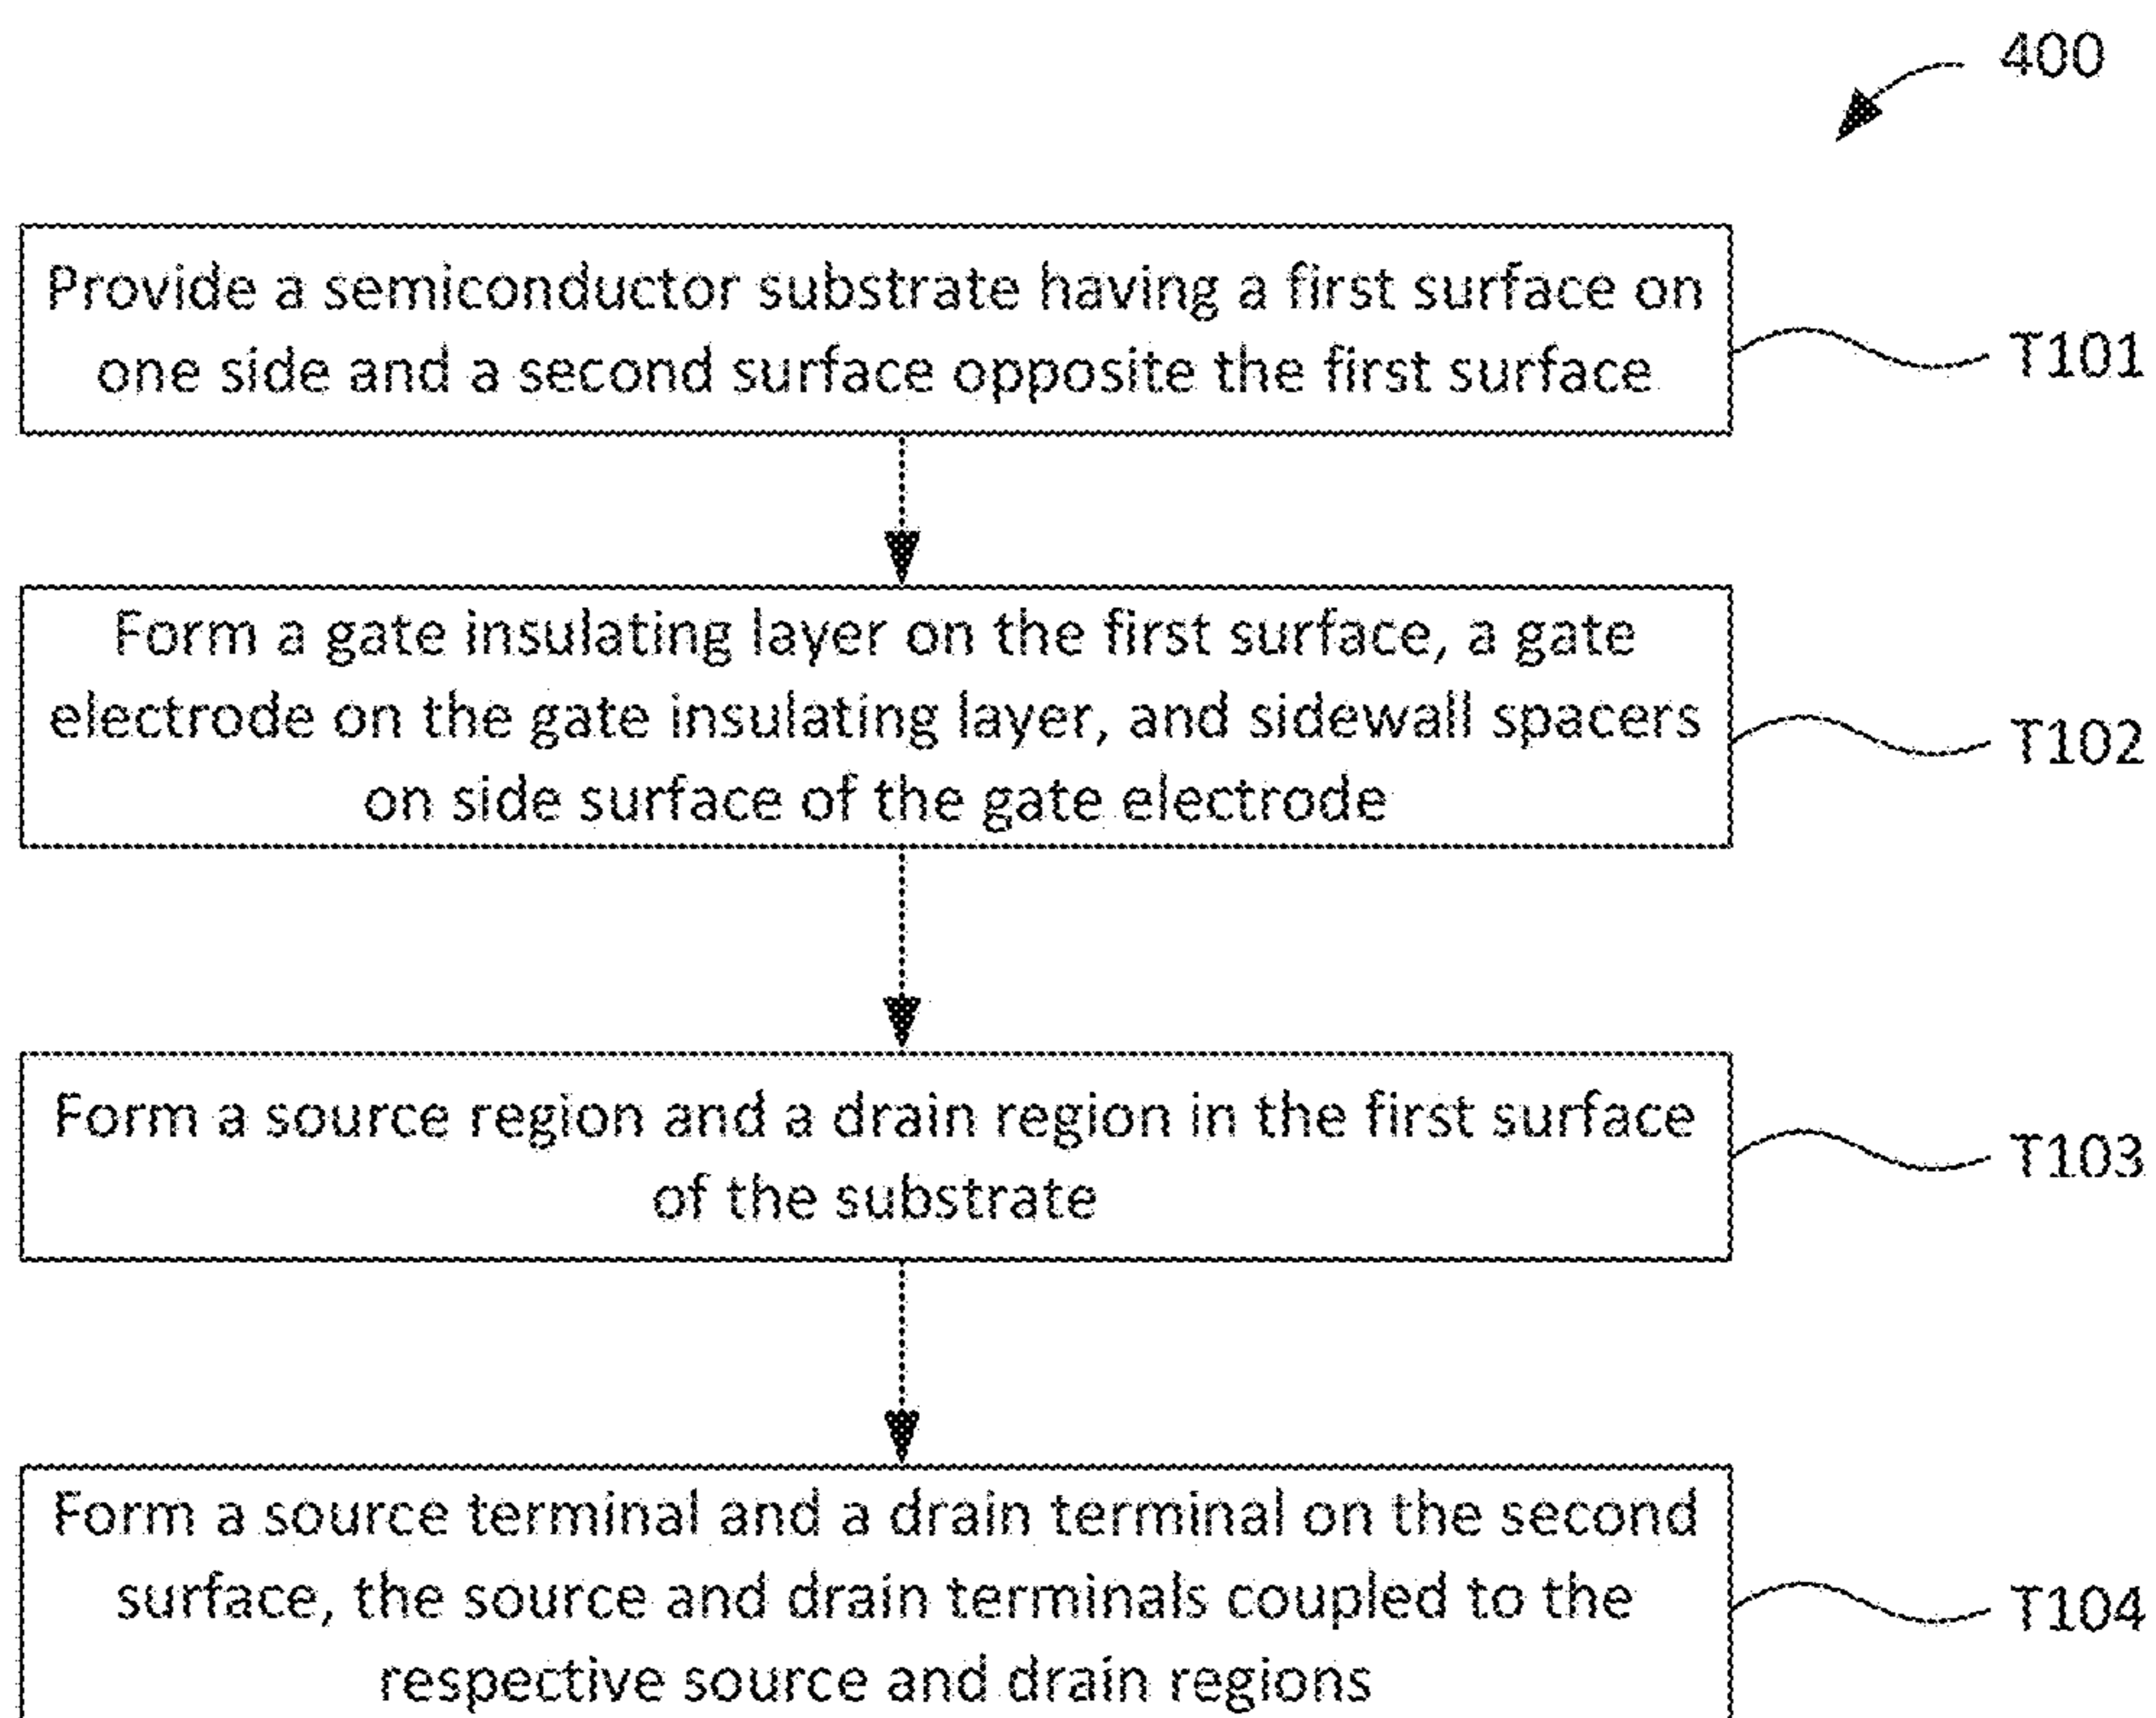 400
Provide a semiconductor substrate having a first surface on
one side and a second surface opposite the first surface
T101
Form a gate insulating layer on the first surface, a gate
electrode on the gate insulating layer, and sidewall spacers
on side surface of the gate electrode
T102
Form a source region and a drain region in the first surface
of the substrate
T103
Form a source terminal and a drain terminal on the second
surface, the source and drain terminals coupled to the
respective source and drain regions
T104